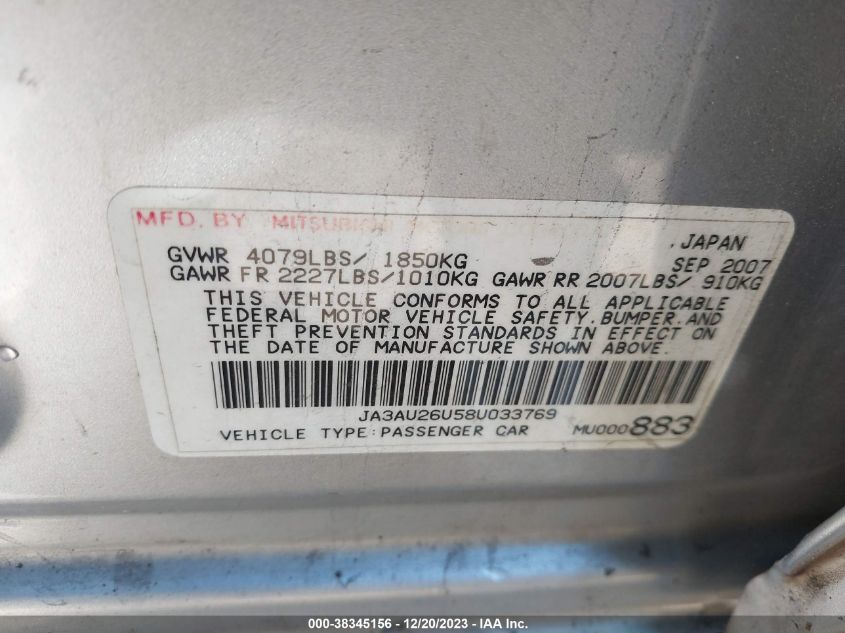 MFD. BY MITSUBISHI
, JAPAN
GVWR 4079LBS/ 1850KG SEP 2007
GAWR FR 2227LBS/1010KG GAWR RR 2007LBS/ 910KG
THIS VEHICLE CONFORMS TO ALL APPLICABLE
FEDERAL MOTOR VEHICLE SAFETY,BUMPER,AND
THEFT PREVENTION STANDARDS IN EFFECT ON
THE DATE OF MANUFACTURE SHOWN ABOVE.
JA3AU26U58U033769
VEHICLE TYPE:PASSENGER CAR MU000883
000-38345156 - 12/20/2023 - IAA Inc.